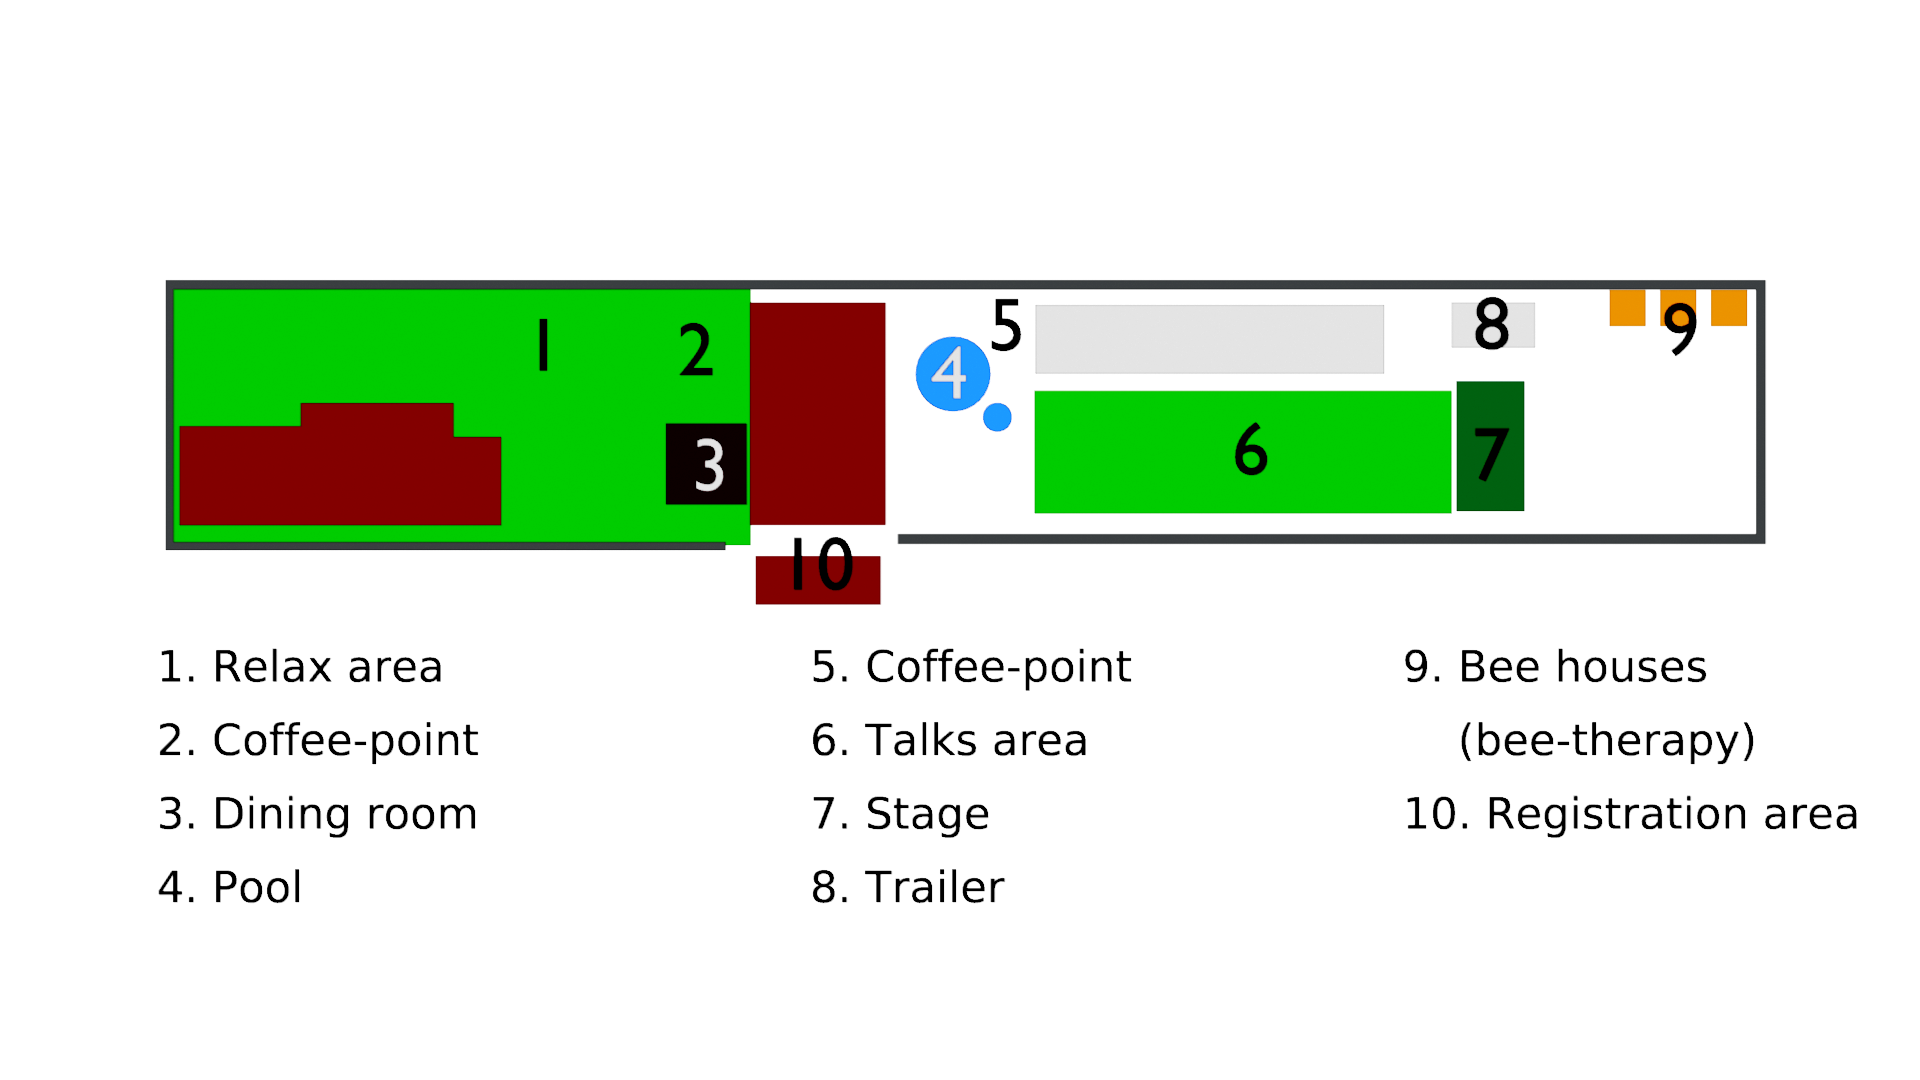 1
2
3
4
5
6
7
8
9
10
1. Relax area
2. Coffee-point
3. Dining room
4. Pool
5. Coffee-point
6. Talks area
7. Stage
8. Trailer
9. Bee houses
(bee-therapy)
10. Registration area